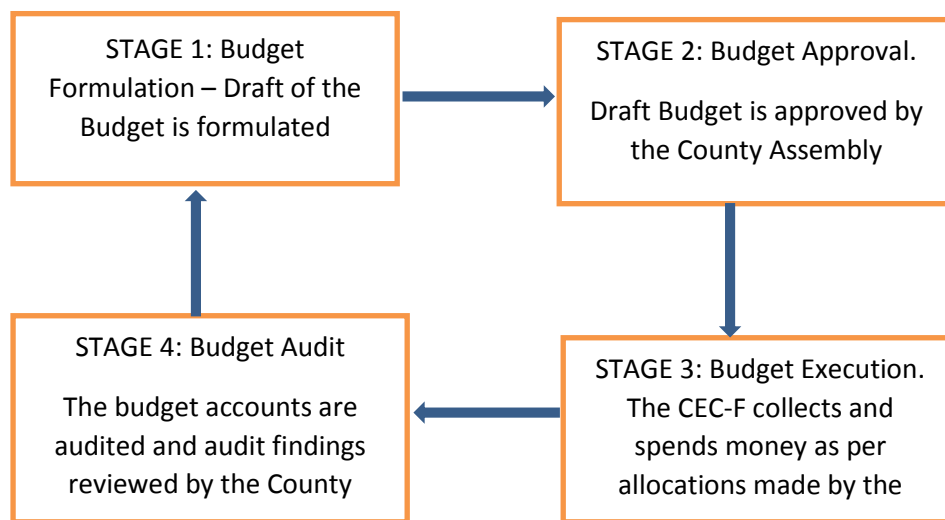 STAGE 1: Budget
Formulation – Draft of the
Budget is formulated
STAGE 2: Budget Approval.
Draft Budget is approved by
the County Assembly
STAGE 3: Budget Execution.
The CEC-F collects and
spends money as per
allocations made by the
STAGE 4: Budget Audit
The budget accounts are
audited and audit findings
reviewed by the County